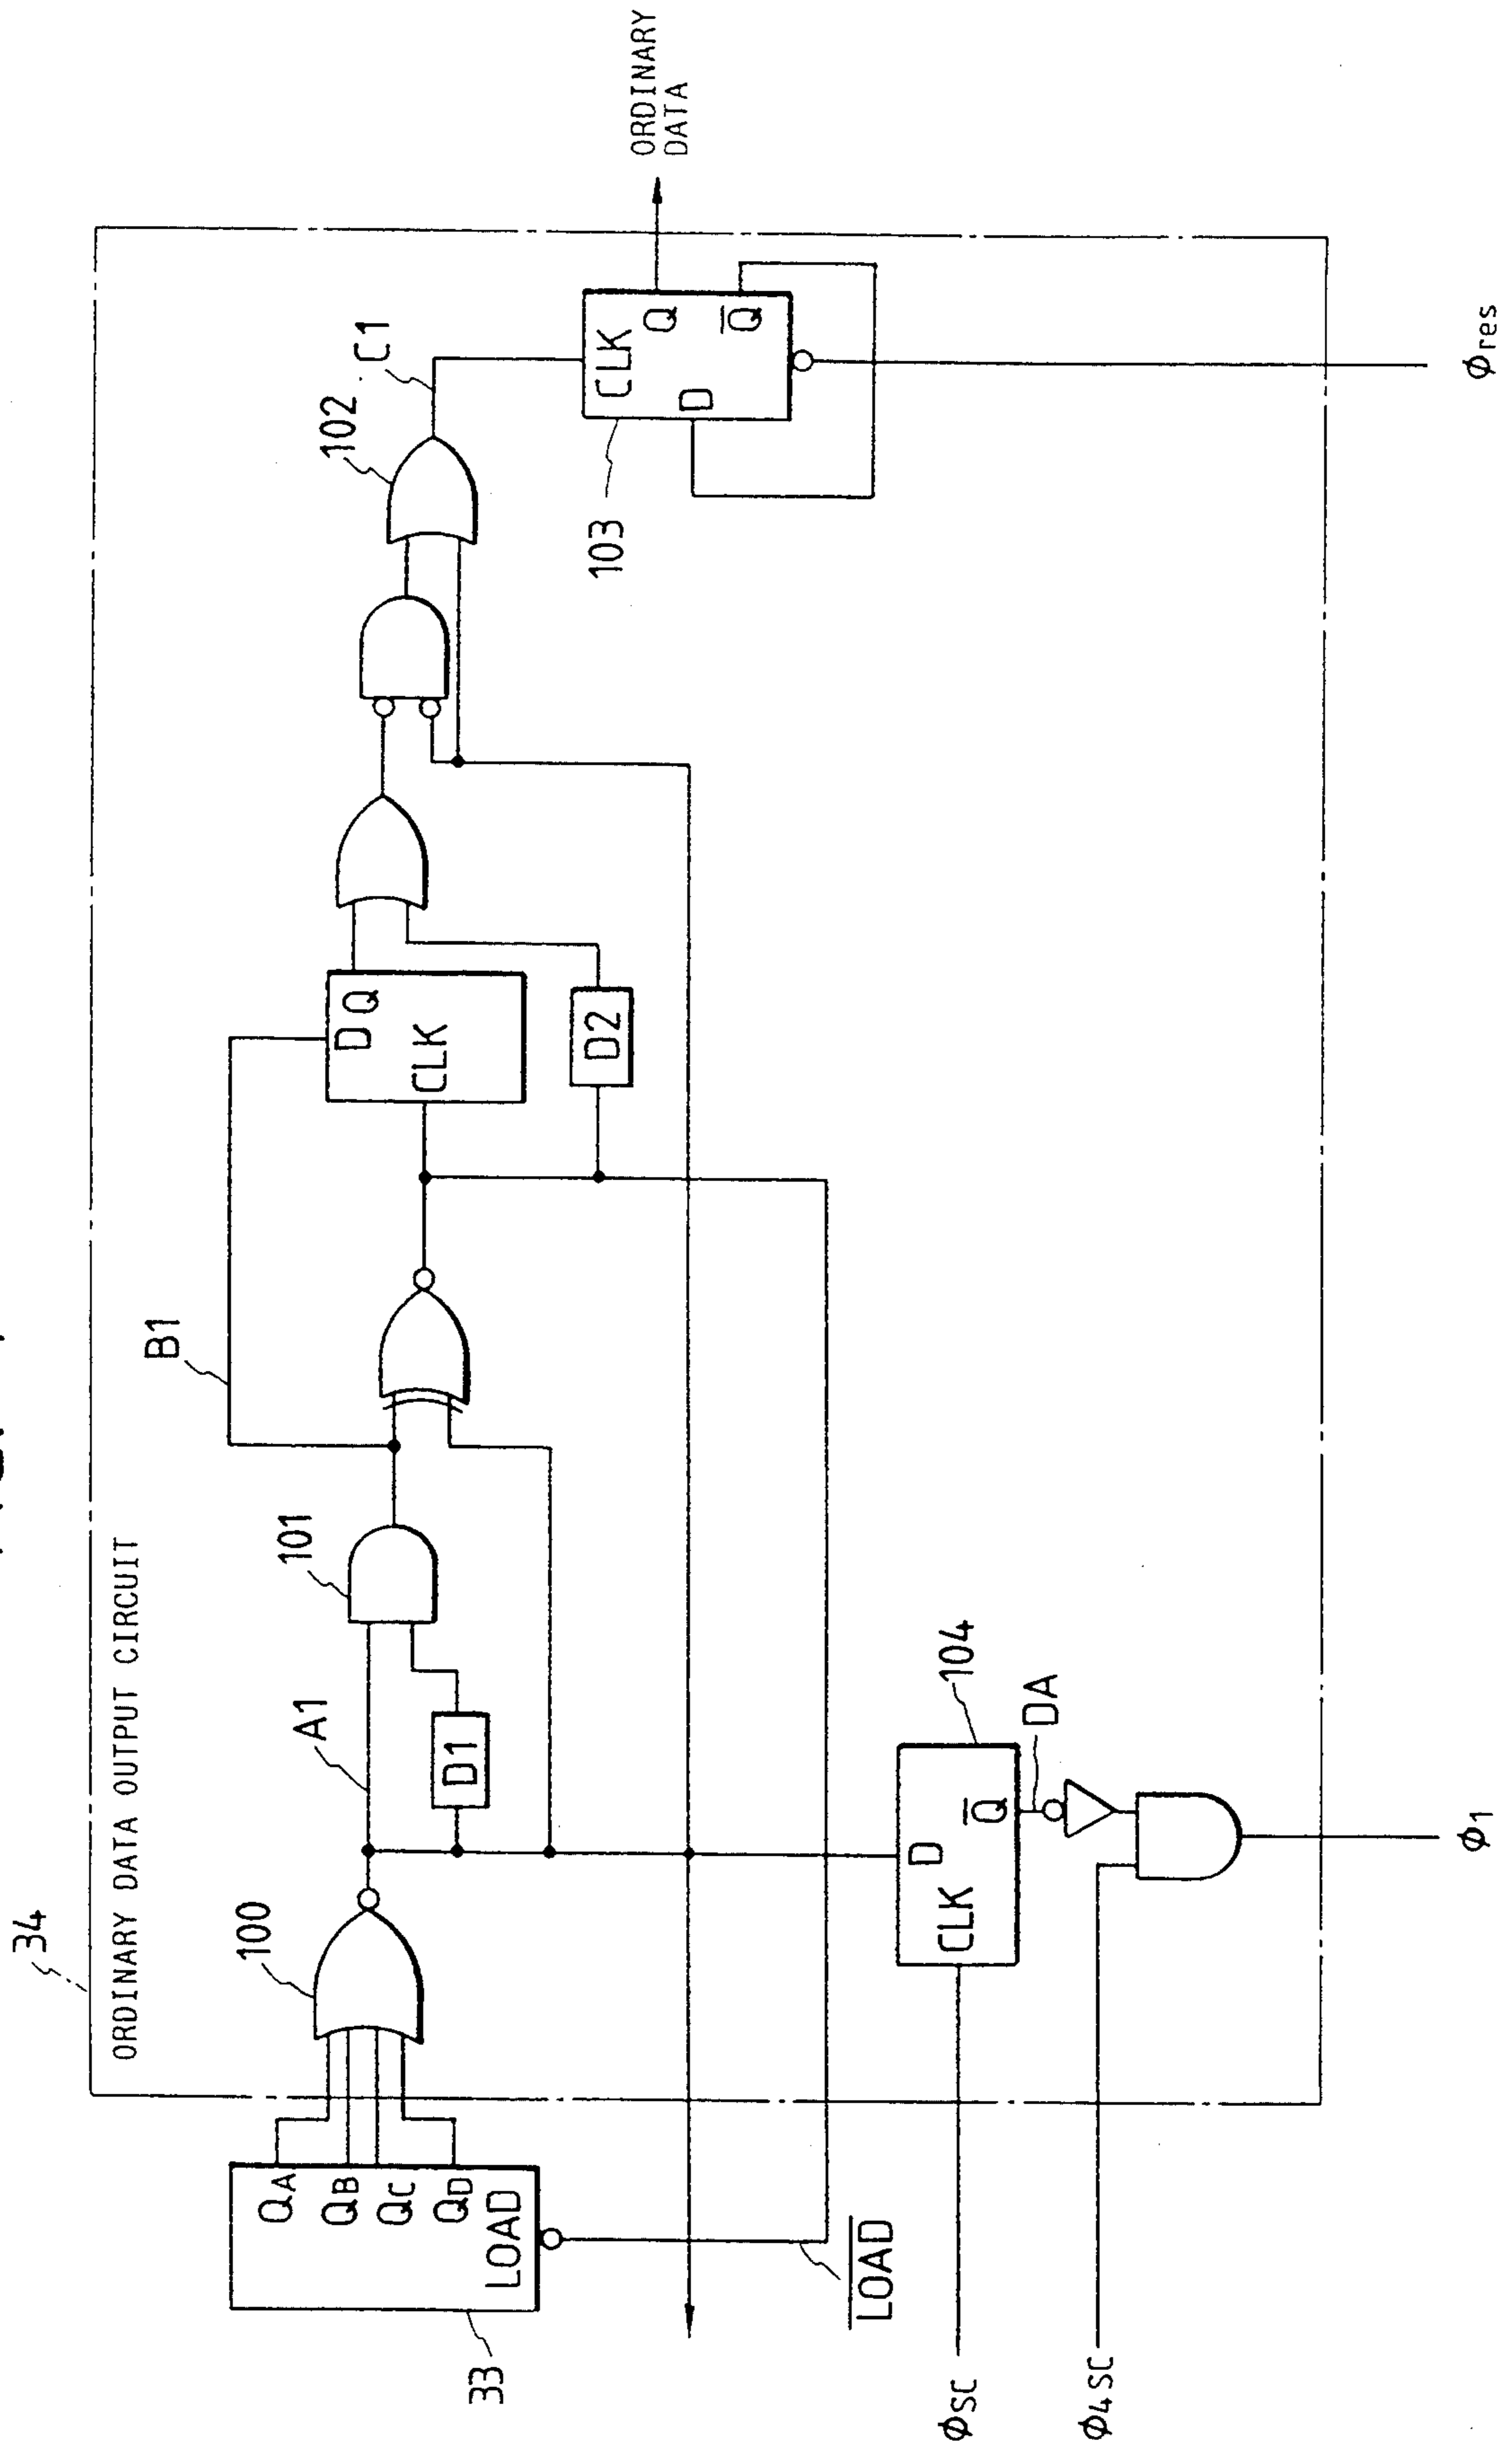 34
ORDINARY DATA OUTPUT CIRCUIT
33
QA
QB
QC
QD
LOAD
100
A1
D1
101
B1
D Q
CLK
D2
102
C1
CLK
Q
D
Q̅
103
ORDINARY
DATA
L̅O̅A̅D̅
D
CLK
Q̅
104
DA
φSC
φ4SC
φ1
φres